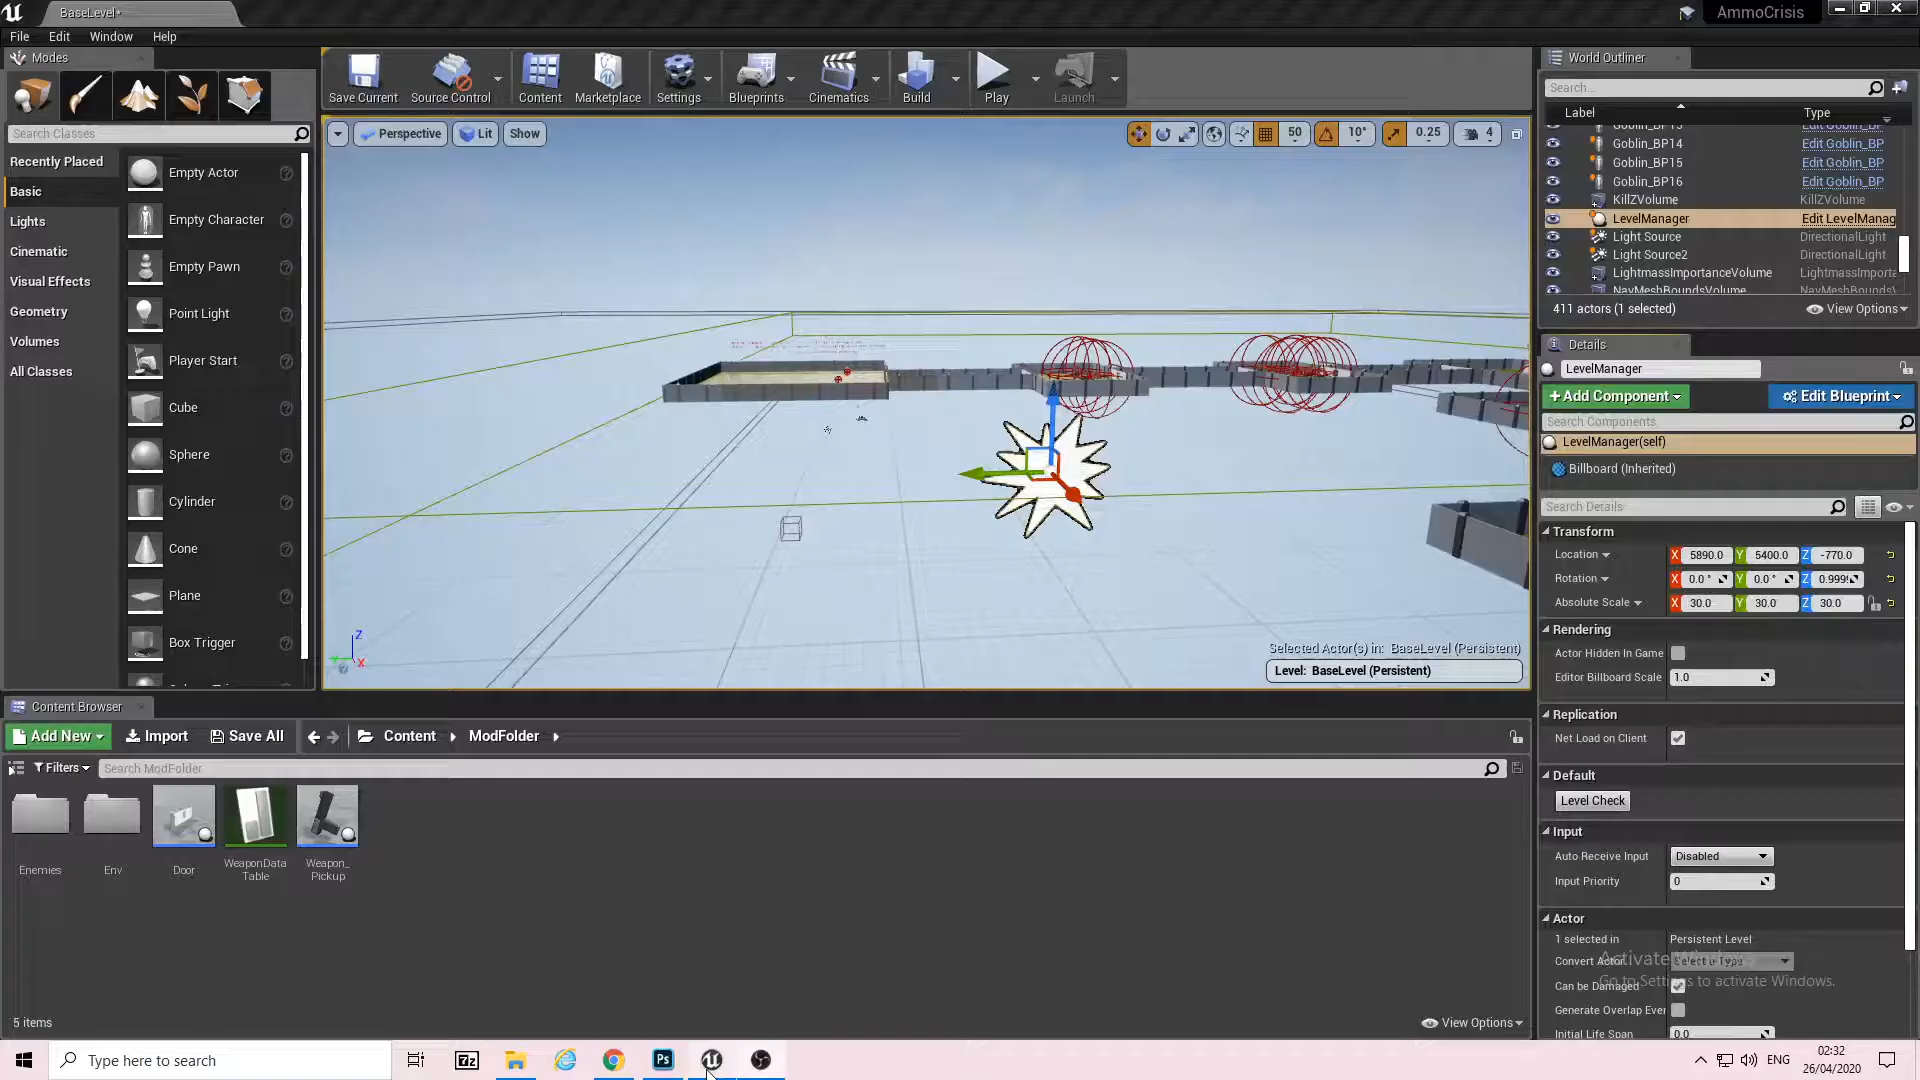 BaseLevel*
AmmoCrisis
File Edit Window Help
Modes
Search Classes
Recently Placed
Basic
Lights
Cinematic
Visual Effects
Geometry
Volumes
All Classes
Empty Actor
Empty Character
Empty Pawn
Point Light
Player Start
Cube
Sphere
Cylinder
Cone
Plane
Box Trigger
Save Current
Source Control
Content
Marketplace
Settings
Blueprints
Cinematics
Build
Play
Launch
Perspective Lit Show
50 10° 0.25 4
Z
X
Selected Actor(s) in: BaseLevel (Persistent)
Level: BaseLevel (Persistent)
World Outliner
Search...
Label Type
Goblin_BP13 Edit Goblin_BP
Goblin_BP14 Edit Goblin_BP
Goblin_BP15 Edit Goblin_BP
Goblin_BP16 Edit Goblin_BP
KillZVolume KillZVolume
LevelManager Edit LevelManag
Light Source DirectionalLight
Light Source2 DirectionalLight
LightmassImportanceVolume LightmassImporta
NavMeshBoundsVolume NavMeshBoundsV
411 actors (1 selected) View Options
Details
LevelManager
+Add Component Edit Blueprint
Search Components
LevelManager(self)
Billboard (Inherited)
Search Details
Transform
Location X 5890.0 Y 5400.0 Z -770.0
Rotation X 0.0 ° Y 0.0 ° Z 0.999
Absolute Scale X 30.0 Y 30.0 Z 30.0
Rendering
Actor Hidden In Game
Editor Billboard Scale 1.0
Replication
Net Load on Client
Default
Level Check
Input
Auto Receive Input Disabled
Input Priority 0
Actor
1 selected in Persistent Level
Convert Actor Select a Type
Can be Damaged
Generate Overlap Ever
Initial Life Span 0.0
Activate Windows
Go to Settings to activate Windows.
Content Browser
Add New Import Save All Content ModFolder
Filters Search ModFolder
Enemies
Env
Door
WeaponData
Table
Weapon_
Pickup
5 items
View Options
Type here to search
7z
Ps
ENG
02:32
26/04/2020